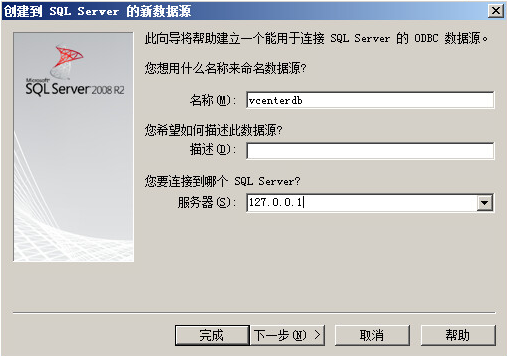 创建到 SQL Server 的新数据源
Microsoft
SQL Server 2008 R2
此向导将帮助建立一个能用于连接 SQL Server 的 ODBC 数据源。
您想用什么名称来命名数据源?
名称(M): vcenterdb
您希望如何描述此数据源?
描述(D):
您要连接到哪个 SQL Server?
服务器(S): 127.0.0.1
完成 下一步(N) > 取消 帮助